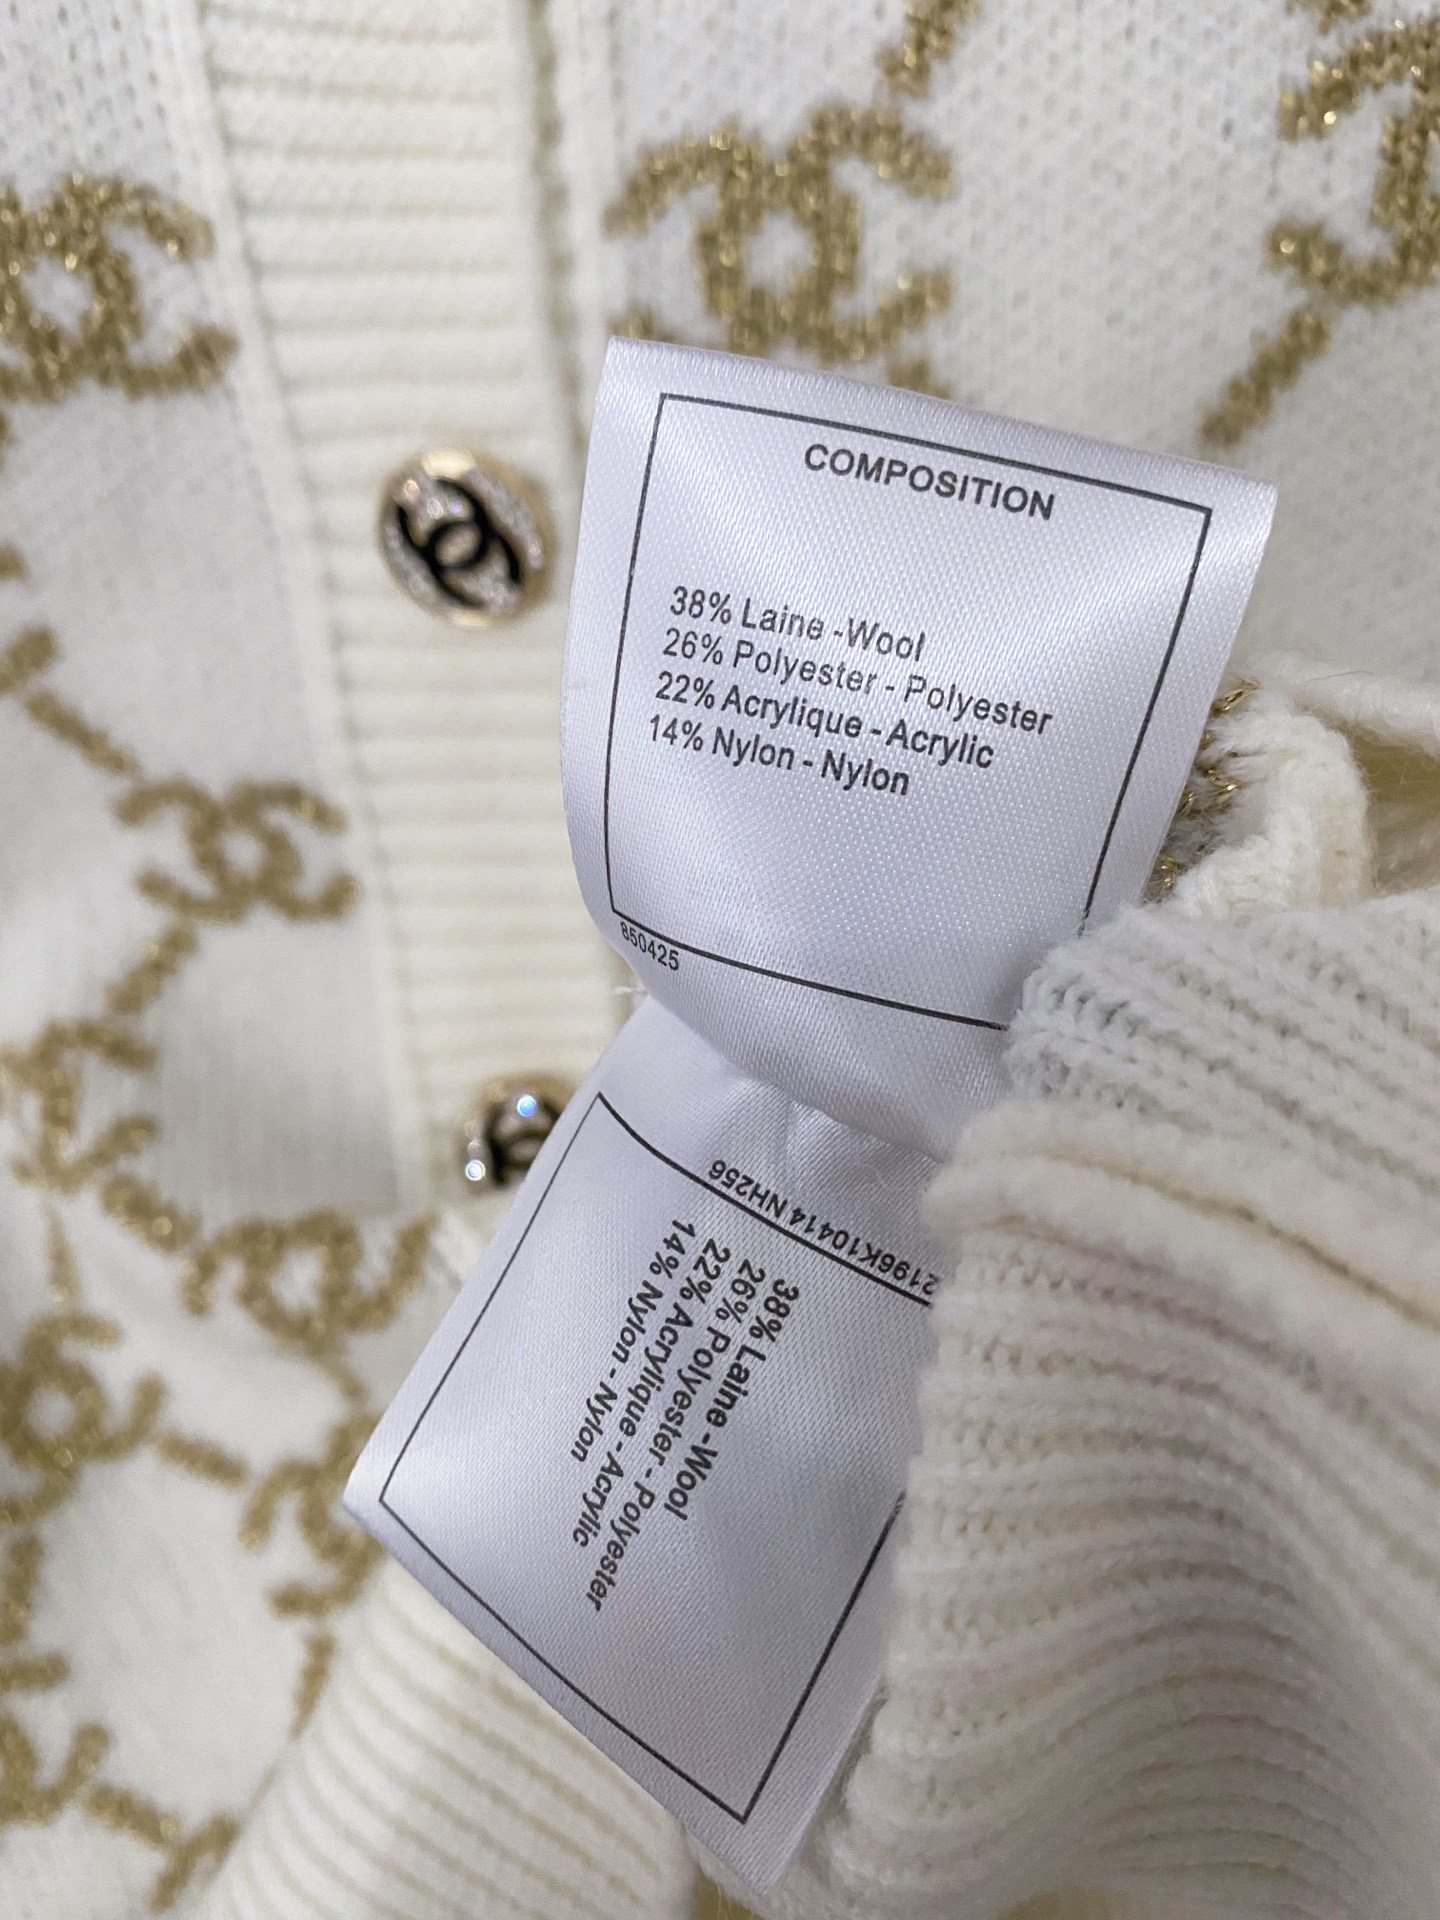 COMPOSITION
38% Laine -Wool
26% Polyester - Polyester
22% Acrylique - Acrylic
14% Nylon - Nylon
850425
2196K10414 NH256
38% Laine -Wool
26% Polyester - Polyester
22% Acrylique - Acrylic
14% Nylon - Nylon